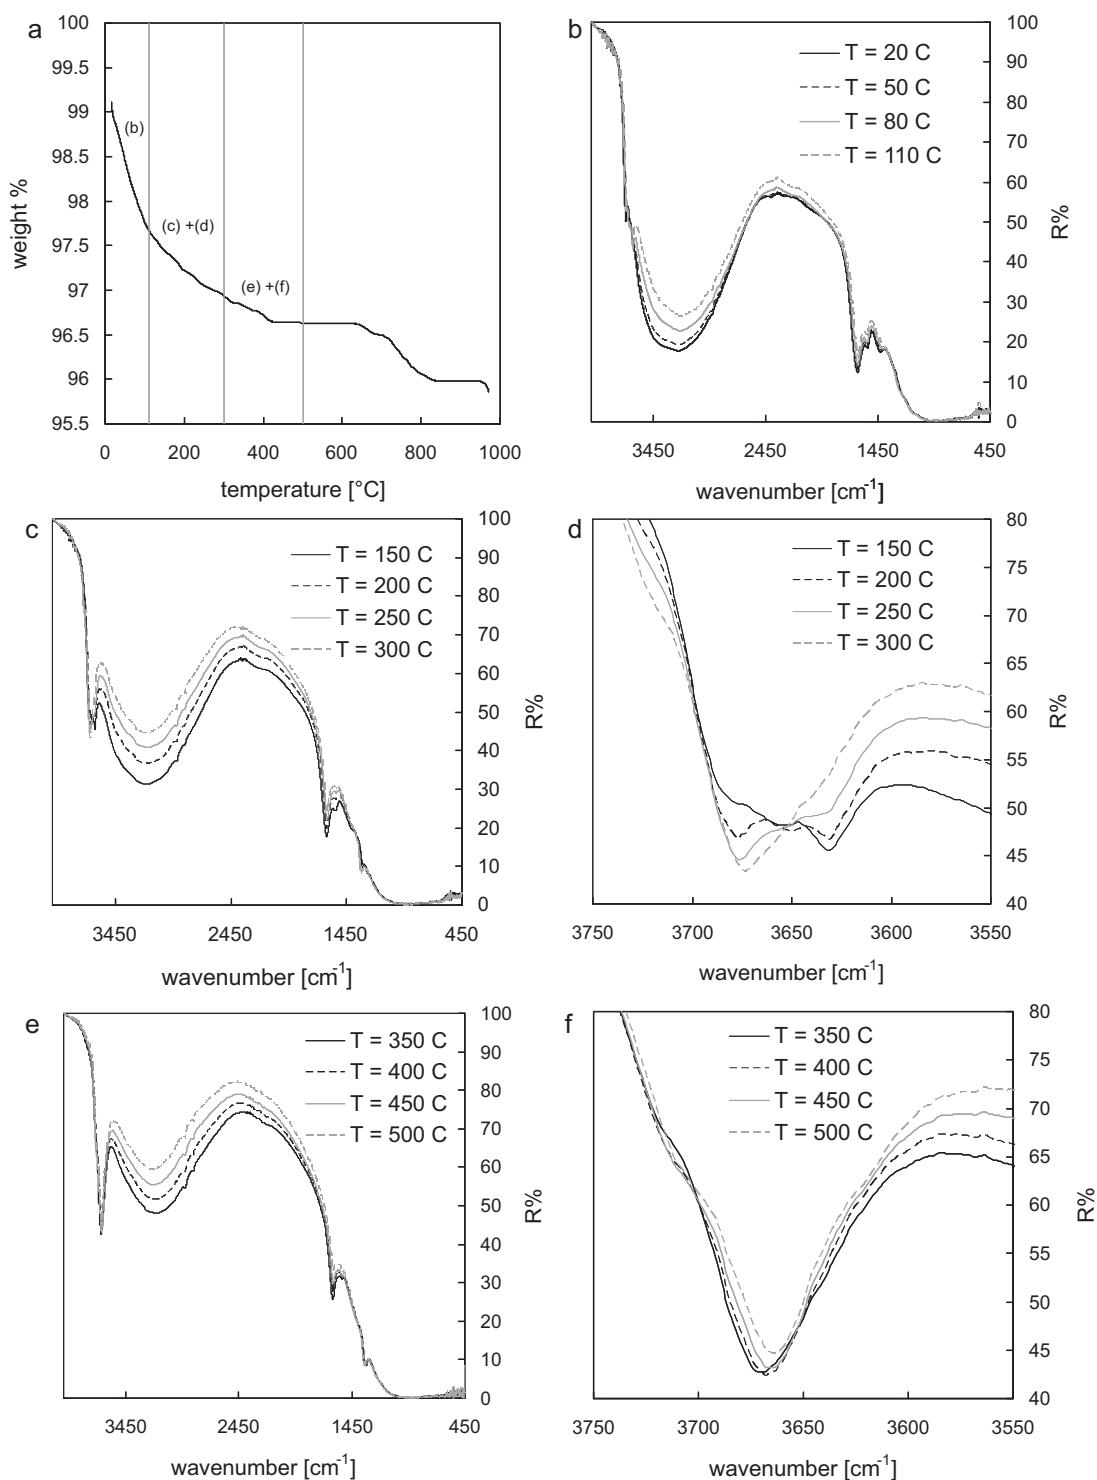 a
100
99.5
99
98.5
98
97.5
97
96.5
96
95.5
weight %
(b)
(c) +(d)
(e) +(f)
0 200 400 600 800 1000
temperature [°C]
b
T = 20 C
T = 50 C
T = 80 C
T = 110 C
100
90
80
70
60
50
40
30
20
10
0
R%
3450 2450 1450 450
wavenumber [cm⁻¹]
c
T = 150 C
T = 200 C
T = 250 C
T = 300 C
100
90
80
70
60
50
40
30
20
10
0
R%
3450 2450 1450 450
wavenumber [cm⁻¹]
d
T = 150 C
T = 200 C
T = 250 C
T = 300 C
80
75
70
65
60
55
50
45
40
R%
3750 3700 3650 3600 3550
wavenumber [cm⁻¹]
e
T = 350 C
T = 400 C
T = 450 C
T = 500 C
100
90
80
70
60
50
40
30
20
10
0
R%
3450 2450 1450 450
wavenumber [cm⁻¹]
f
T = 350 C
T = 400 C
T = 450 C
T = 500 C
80
75
70
65
60
55
50
45
40
R%
3750 3700 3650 3600 3550
wavenumber [cm⁻¹]